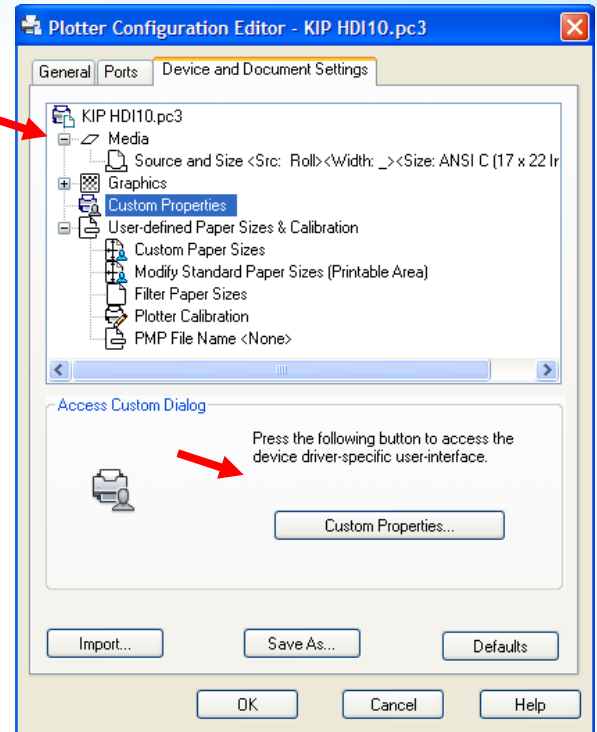 Plotter Configuration Editor - KIP HDI10.pc3
General Ports Device and Document Settings
KIP HDI10.pc3
Media
Source and Size <Src: Roll><Width: _><Size: ANSI C (17 x 22 Ir
Graphics
Custom Properties
User-defined Paper Sizes & Calibration
Custom Paper Sizes
Modify Standard Paper Sizes (Printable Area)
Filter Paper Sizes
Plotter Calibration
PMP File Name <None>
Access Custom Dialog
Press the following button to access the
device driver-specific user-interface.
Custom Properties...
Import... Save As... Defaults
OK Cancel Help